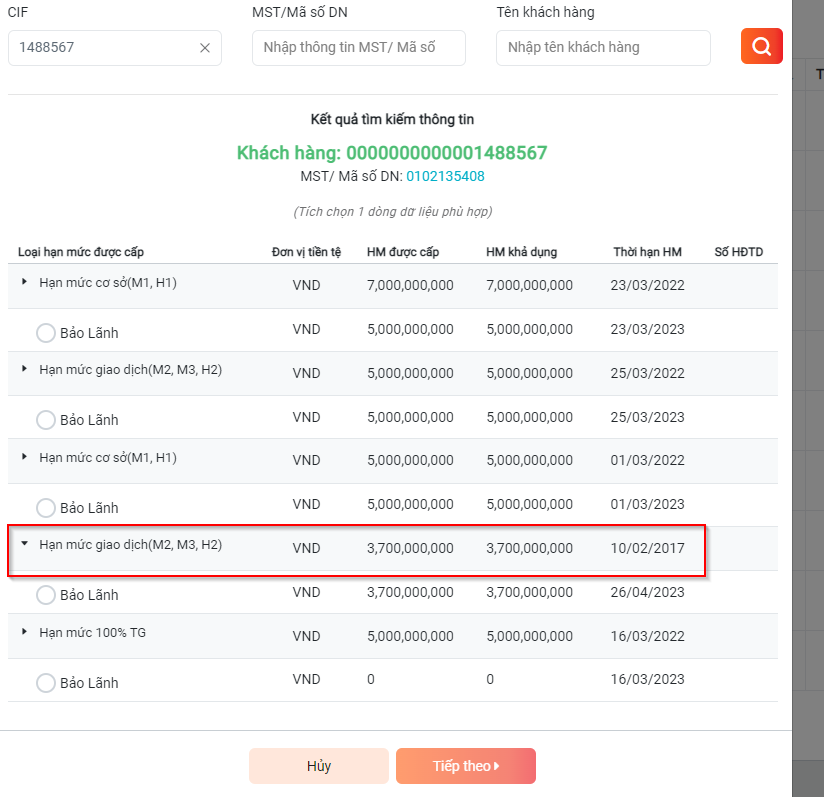 CIF MST/Mã số DN Tên khách hàng
1488567 Nhập thông tin MST/ Mã số Nhập tên khách hàng
Kết quả tìm kiếm thông tin
Khách hàng: 0000000000001488567
MST/ Mã số DN: 0102135408
(Tích chọn 1 dòng dữ liệu phù hợp)
Loại hạn mức được cấp Đơn vị tiền tệ HM được cấp HM khả dụng Thời hạn HM Số HĐTD
Hạn mức cơ sở(M1, H1) VND 7,000,000,000 7,000,000,000 23/03/2022
Bảo Lãnh VND 5,000,000,000 5,000,000,000 23/03/2023
Hạn mức giao dịch(M2, M3, H2) VND 5,000,000,000 5,000,000,000 25/03/2022
Bảo Lãnh VND 5,000,000,000 5,000,000,000 25/03/2023
Hạn mức cơ sở(M1, H1) VND 5,000,000,000 5,000,000,000 01/03/2022
Bảo Lãnh VND 5,000,000,000 5,000,000,000 01/03/2023
Hạn mức giao dịch(M2, M3, H2) VND 3,700,000,000 3,700,000,000 10/02/2017
Bảo Lãnh VND 3,700,000,000 3,700,000,000 26/04/2023
Hạn mức 100% TG VND 5,000,000,000 5,000,000,000 16/03/2022
Bảo Lãnh VND 0 0 16/03/2023
Hủy Tiếp theo